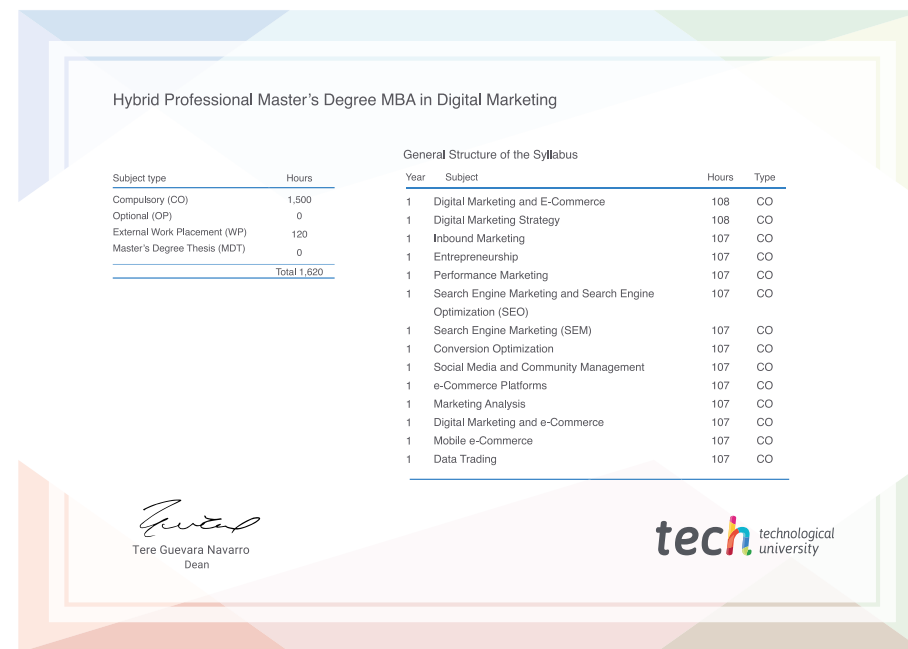 Hybrid Professional Master's Degree MBA in Digital Marketing
Subject type Hours
Compulsory (CO) 1,500
Optional (OP) 0
External Work Placement (WP) 120
Master's Degree Thesis (MDT) 0
Total 1,620
General Structure of the Syllabus
Year Subject Hours Type
1 Digital Marketing and E-Commerce 108 CO
1 Digital Marketing Strategy 108 CO
1 Inbound Marketing 107 CO
1 Entrepreneurship 107 CO
1 Performance Marketing 107 CO
1 Search Engine Marketing and Search Engine 107 CO
Optimization (SEO)
1 Search Engine Marketing (SEM) 107 CO
1 Conversion Optimization 107 CO
1 Social Media and Community Management 107 CO
1 e-Commerce Platforms 107 CO
1 Marketing Analysis 107 CO
1 Digital Marketing and e-Commerce 107 CO
1 Mobile e-Commerce 107 CO
1 Data Trading 107 CO
Tere Guevara Navarro
Dean
tech technological
university